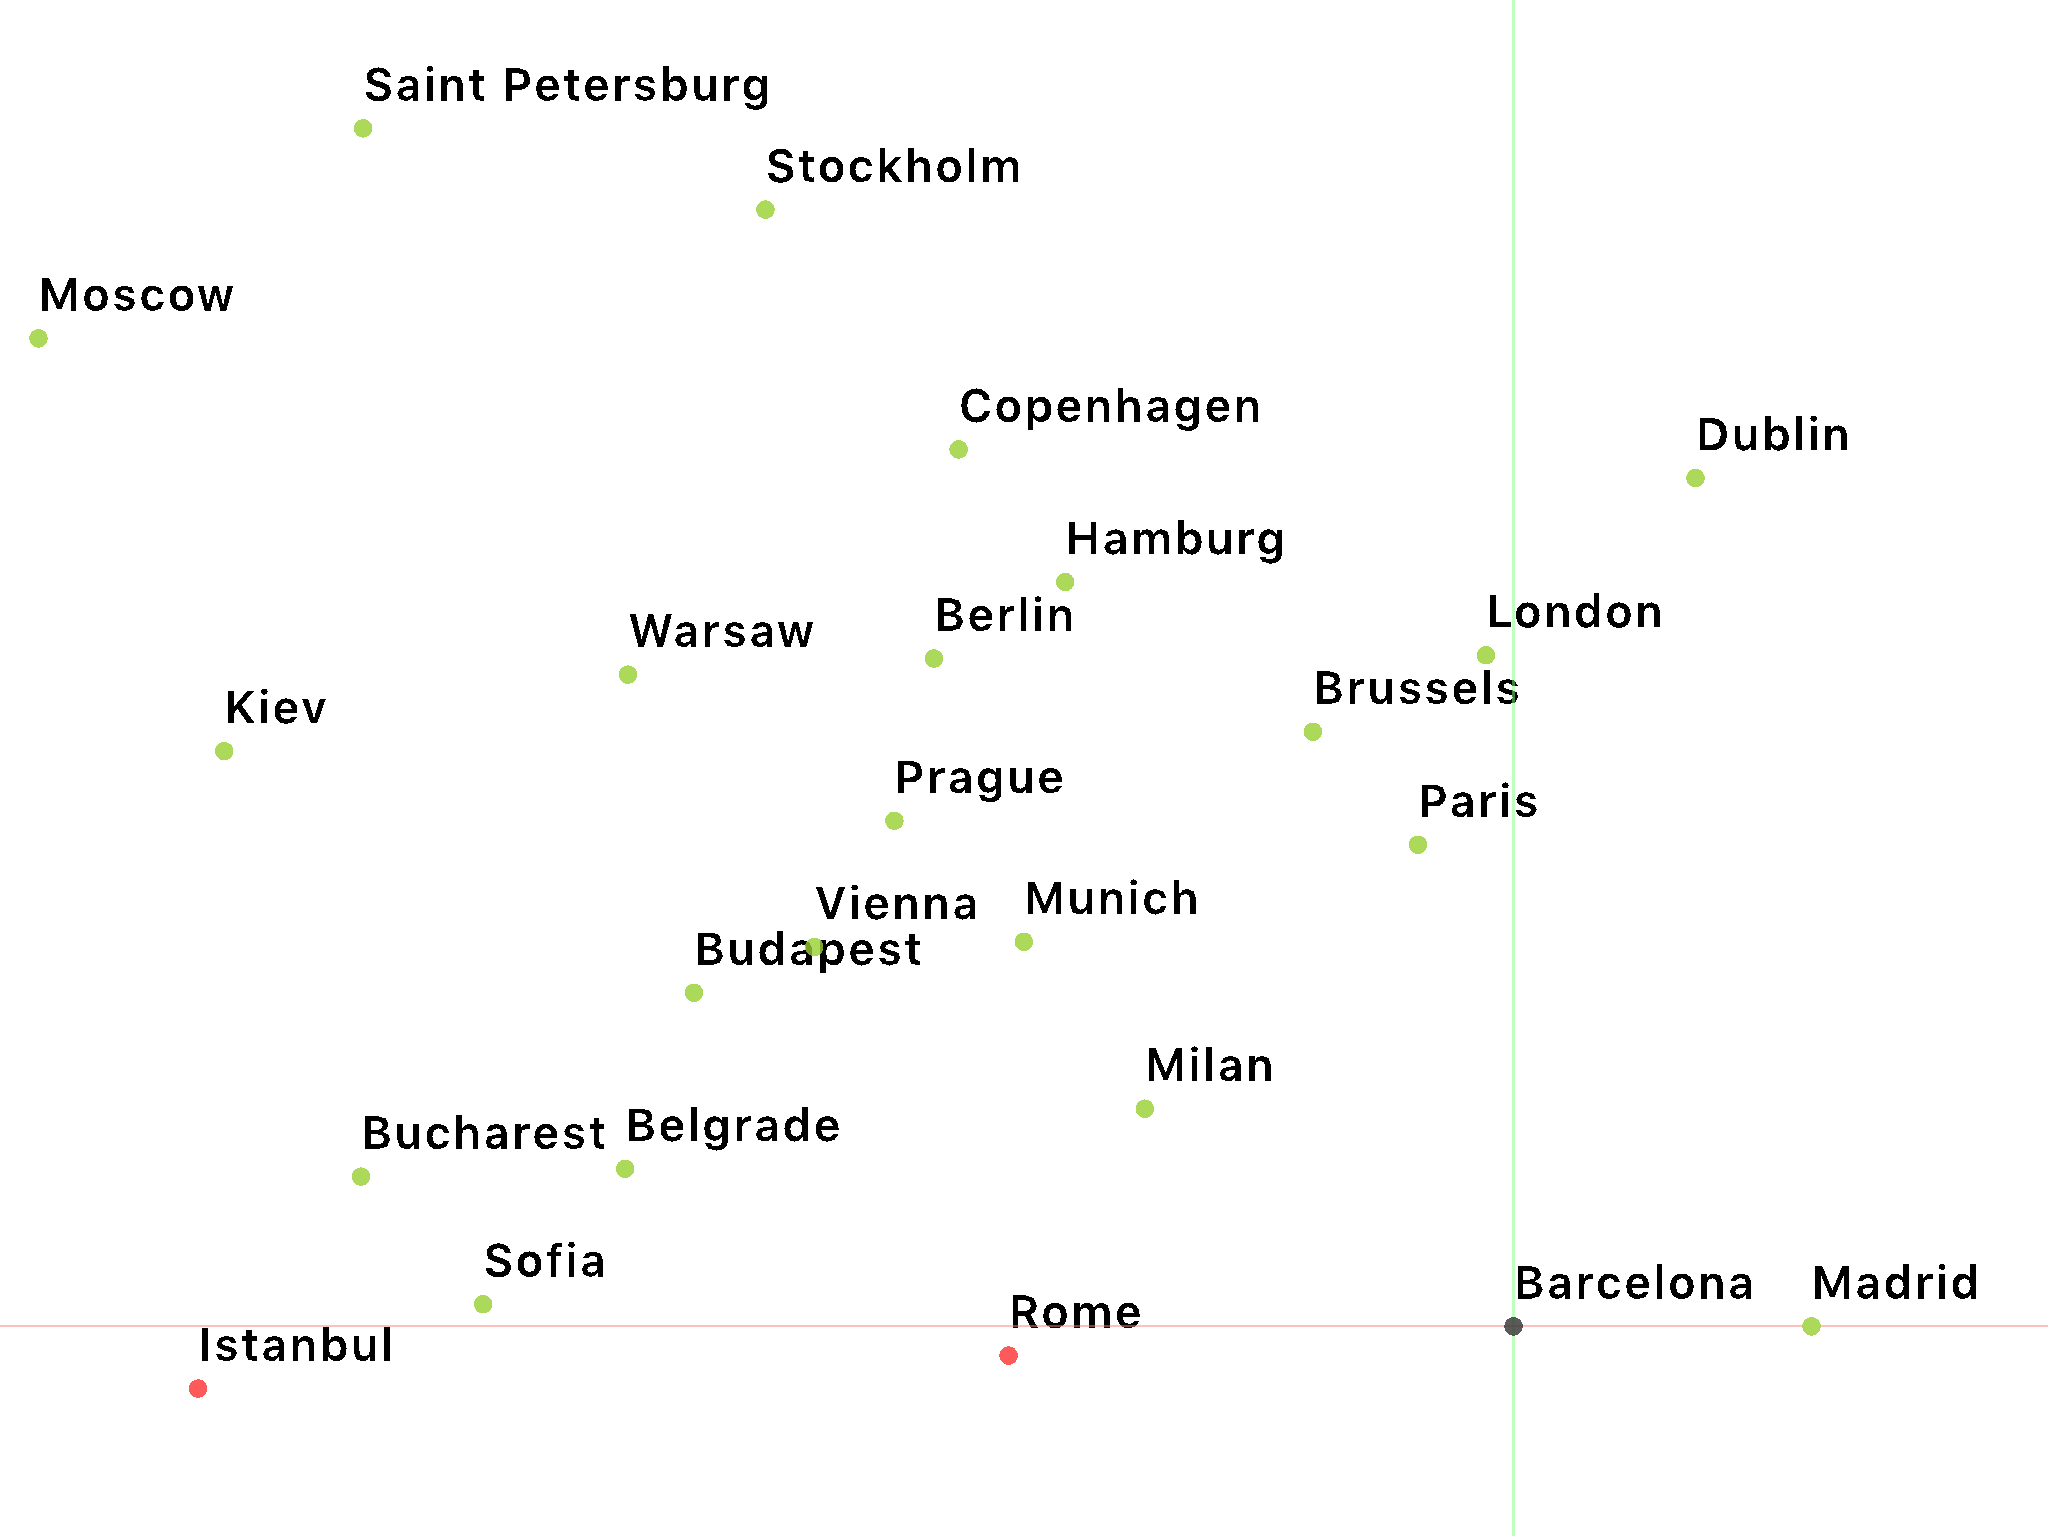 Saint Petersburg
Stockholm
Moscow
Copenhagen
Dublin
Hamburg
London
Berlin
Warsaw
Brussels
Kiev
Prague
Paris
Munich
Vienna
Budapest
Milan
Belgrade
Bucharest
Sofia
Barcelona
Madrid
Rome
Istanbul